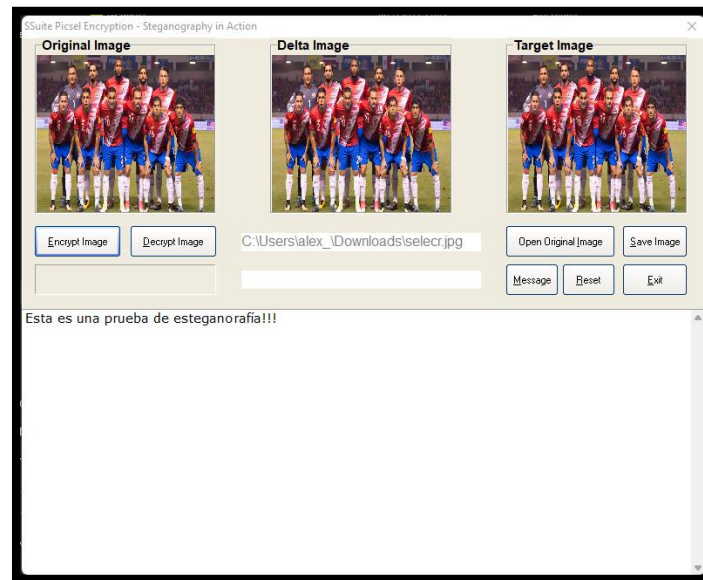 SSuite Picsel Encryption - Steganography in Action
Original Image
Delta Image
Target Image
Encrypt Image
Decrypt Image
C:\Users\alex_\Downloads\selecr.jpg
Open Original Image
Save Image
Message
Reset
Exit
Esta es una prueba de esteganorafía!!!